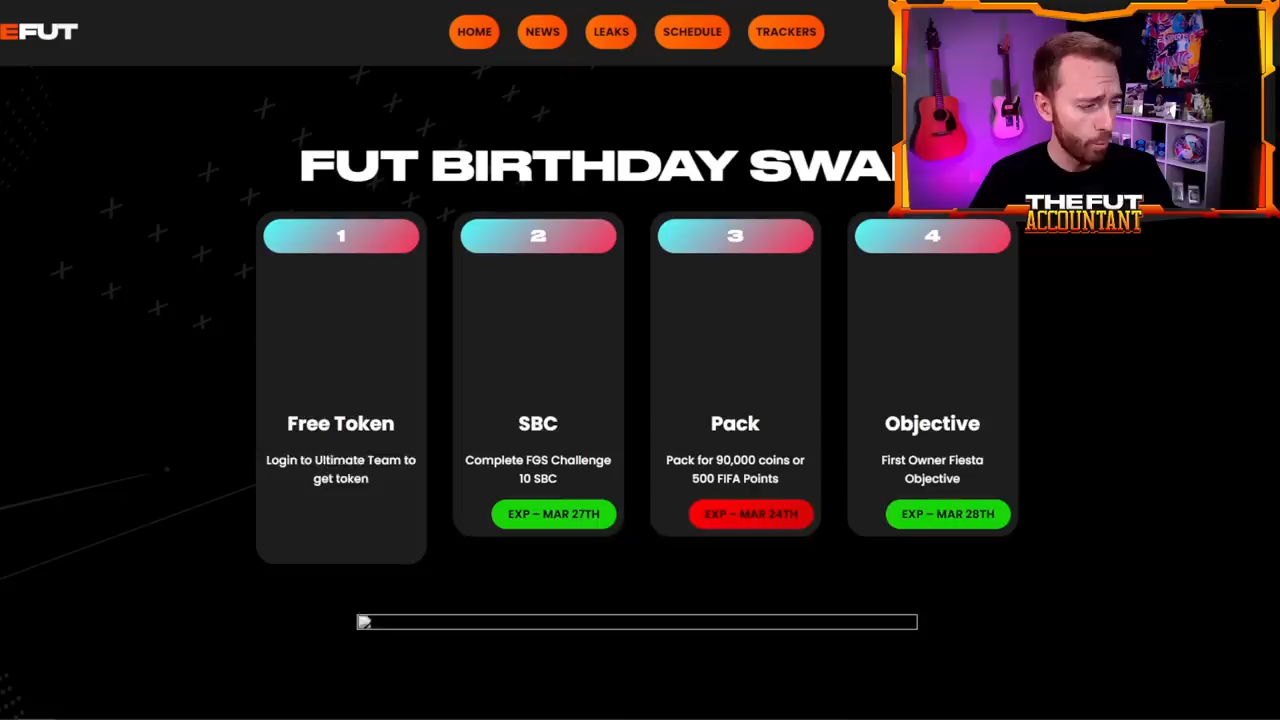 EFUT
HOME
NEWS
LEAKS
SCHEDULE
TRACKERS
THE FUT
ACCOUNTANT
FUT BIRTHDAY SWA
1
Free Token
Login to Ultimate Team to
get token
2
SBC
Complete FGS Challenge
10 SBC
EXP – MAR 27TH
3
Pack
Pack for 90,000 coins or
500 FIFA Points
EXP – MAR 24TH
4
Objective
First Owner Fiesta
Objective
EXP – MAR 28TH